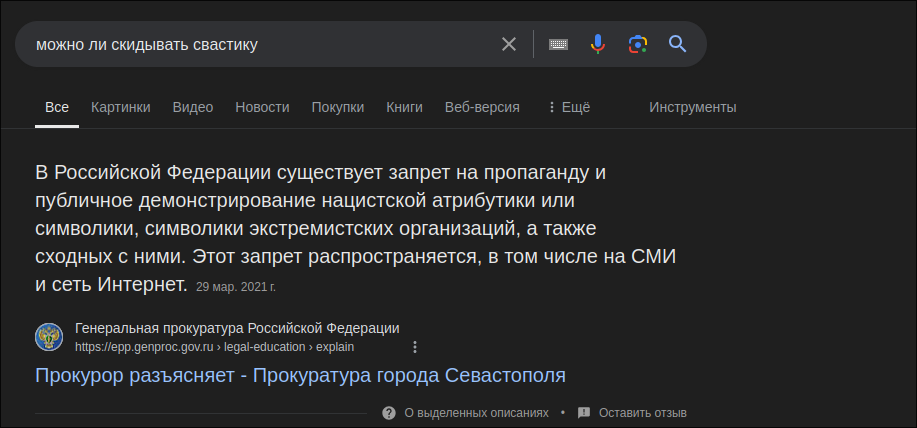 можно ли скидывать свастику
Все Картинки Видео Новости Покупки Книги Веб-версия Ещё Инструменты
В Российской Федерации существует запрет на пропаганду и
публичное демонстрирование нацистской атрибутики или
символики, символики экстремистских организаций, а также
сходных с ними. Этот запрет распространяется, в том числе на СМИ
и сеть Интернет. 29 мар. 2021 г.
Генеральная прокуратура Российской Федерации
https://epp.genproc.gov.ru › legal-education › explain
Прокурор разъясняет - Прокуратура города Севастополя
О выделенных описаниях • Оставить отзыв